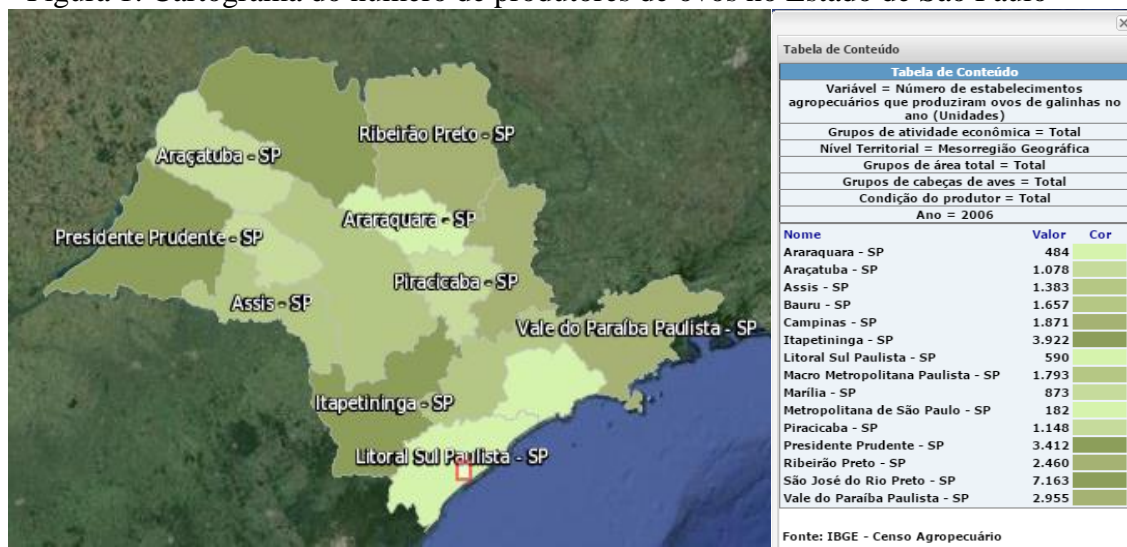 Figura 1: Cartograma do número de produtores de ovos no Estado de São Paulo
Ribeirão Preto - SP
Araçatuba - SP
Araraquara - SP
Presidente Prudente - SP
Piracicaba - SP
Assis - SP
Vale do Paraíba Paulista - SP
Itapetininga - SP
Litoral Sul Paulista - SP
Tabela de Conteúdo
Tabela de Conteúdo
Variável = Número de estabelecimentos
agropecuários que produziram ovos de galinhas no
ano (Unidades)
Grupos de atividade econômica = Total
Nível Territorial = Mesorregião Geográfica
Grupos de área total = Total
Grupos de cabeças de aves = Total
Condição do produtor = Total
Ano = 2006
Nome Valor Cor
Araraquara - SP 484
Araçatuba - SP 1.078
Assis - SP 1.383
Bauru - SP 1.657
Campinas - SP 1.871
Itapetininga - SP 3.922
Litoral Sul Paulista - SP 590
Macro Metropolitana Paulista - SP 1.793
Marília - SP 873
Metropolitana de São Paulo - SP 182
Piracicaba - SP 1.148
Presidente Prudente - SP 3.412
Ribeirão Preto - SP 2.460
São José do Rio Preto - SP 7.163
Vale do Paraíba Paulista - SP 2.955
Fonte: IBGE - Censo Agropecuário